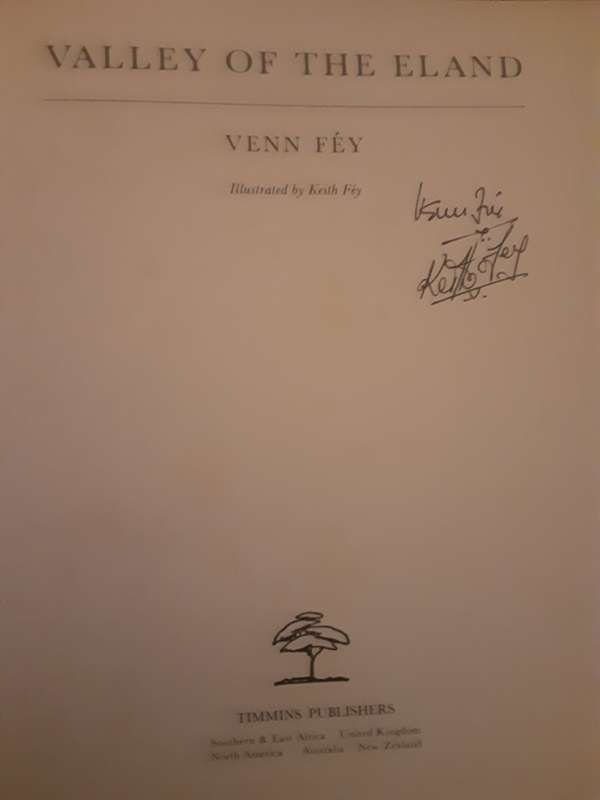 VALLEY OF THE ELAND
VENN FÉY
Illustrated by Keith Féy
Venn Féy
Keith Féy
TIMMINS PUBLISHERS
Southern & East Africa United Kingdom
North America Australia New Zealand